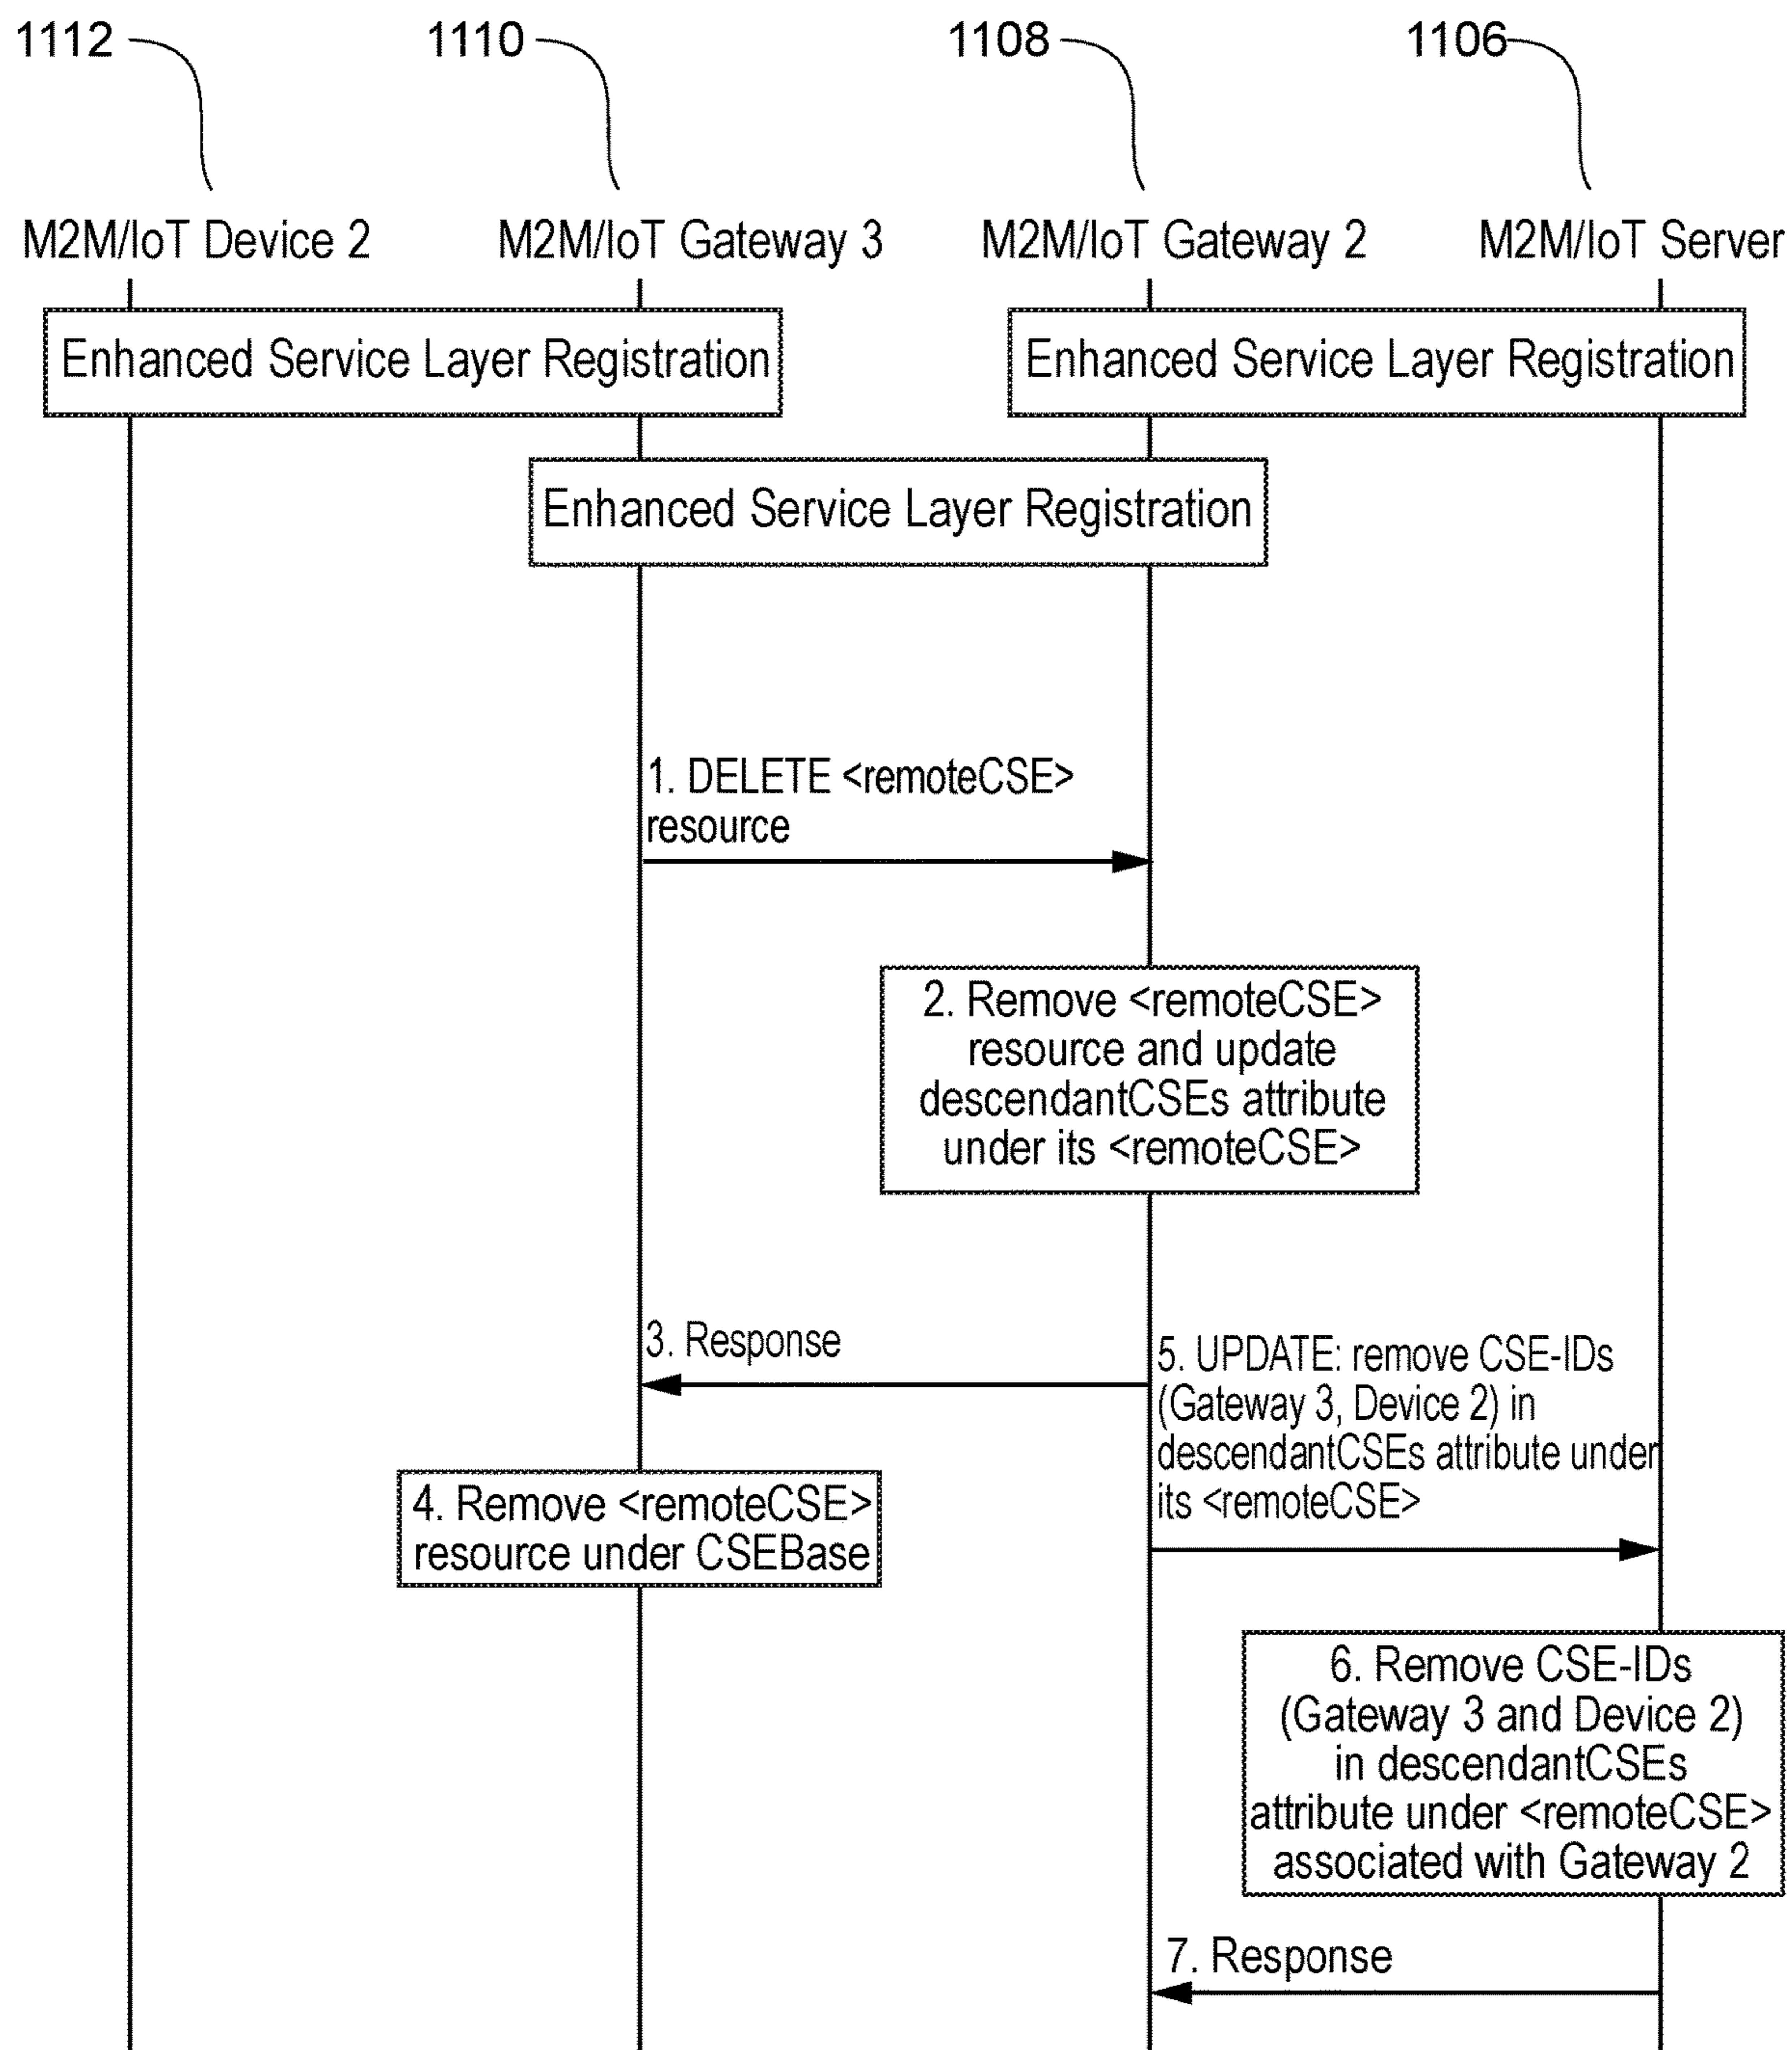 1112
1110
1108
1106
M2M/IoT Device 2
M2M/IoT Gateway 3
M2M/IoT Gateway 2
M2M/IoT Server
Enhanced Service Layer Registration
Enhanced Service Layer Registration
Enhanced Service Layer Registration
1. DELETE <remoteCSE>
resource
2. Remove <remoteCSE>
resource and update
descendantCSEs attribute
under its <remoteCSE>
3. Response
5. UPDATE: remove CSE-IDs
(Gateway 3, Device 2) in
descendantCSEs attribute under
its <remoteCSE>
4. Remove <remoteCSE>
resource under CSEBase
6. Remove CSE-IDs
(Gateway 3 and Device 2)
in descendantCSEs
attribute under <remoteCSE>
associated with Gateway 2
7. Response